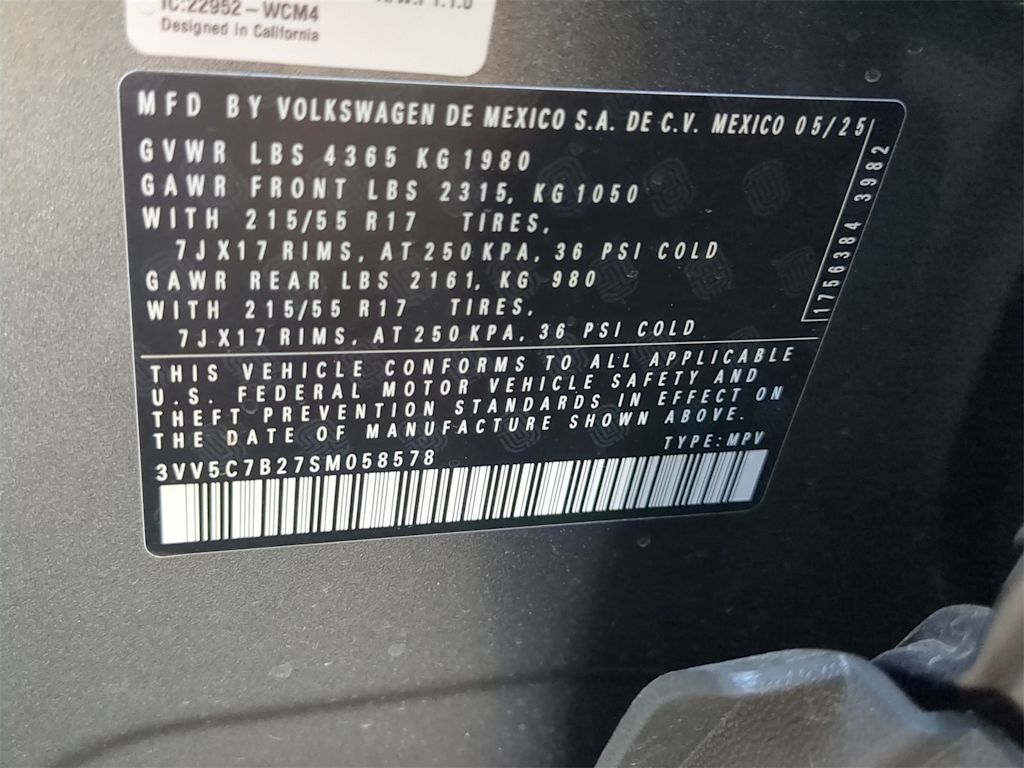 IC:22952-WCM4
Designed in California
MFD BY VOLKSWAGEN DE MEXICO S.A. DE C.V. MEXICO 05/25
GVWR LBS 4365 KG 1980
GAWR FRONT LBS 2315, KG 1050
WITH 215/55 R17 TIRES,
7J X17 RIMS, AT 250 KPA, 36 PSI COLD
GAWR REAR LBS 2161, KG 980
WITH 215/55 R17 TIRES,
7J X17 RIMS, AT 250 KPA, 36 PSI COLD
1756384 3982
THIS VEHICLE CONFORMS TO ALL APPLICABLE
U.S. FEDERAL MOTOR VEHICLE SAFETY AND
THEFT PREVENTION STANDARDS IN EFFECT ON
THE DATE OF MANUFACTURE SHOWN ABOVE.
TYPE: MPV
3VV5C7B27SM058578